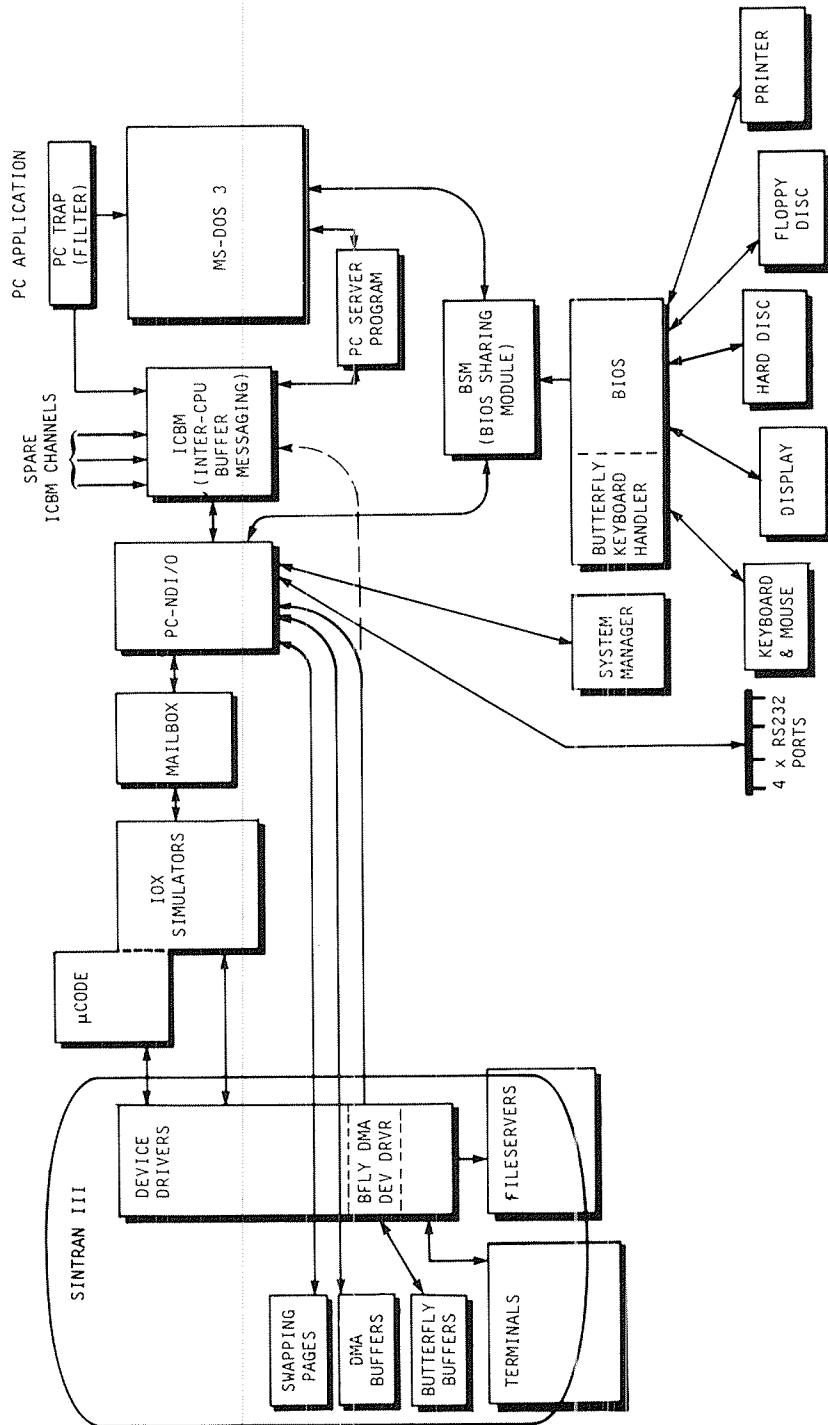 SINTRAN III
SWAPPING
PAGES
DMA
BUFFERS
BUTTERFLY
BUFFERS
TERMINALS
DEVICE
DRIVERS
BFLY DMA
DEV DRVR
FILESERVERS
µCODE
IOX
SIMULATORS
MAILBOX
PC-NDI/O
SPARE
ICBM CHANNELS
ICBM
(INTER-CPU
BUFFER
MESSAGING)
PC APPLICATION
PC TRAP
(FILTER)
MS-DOS 3
PC SERVER
PROGRAM
BSM
(BIOS SHARING
MODULE)
SYSTEM
MANAGER
BUTTERFLY
KEYBOARD
HANDLER
BIOS
4 x RS232
PORTS
KEYBOARD
& MOUSE
DISPLAY
HARD DISC
FLOPPY
DISC
PRINTER